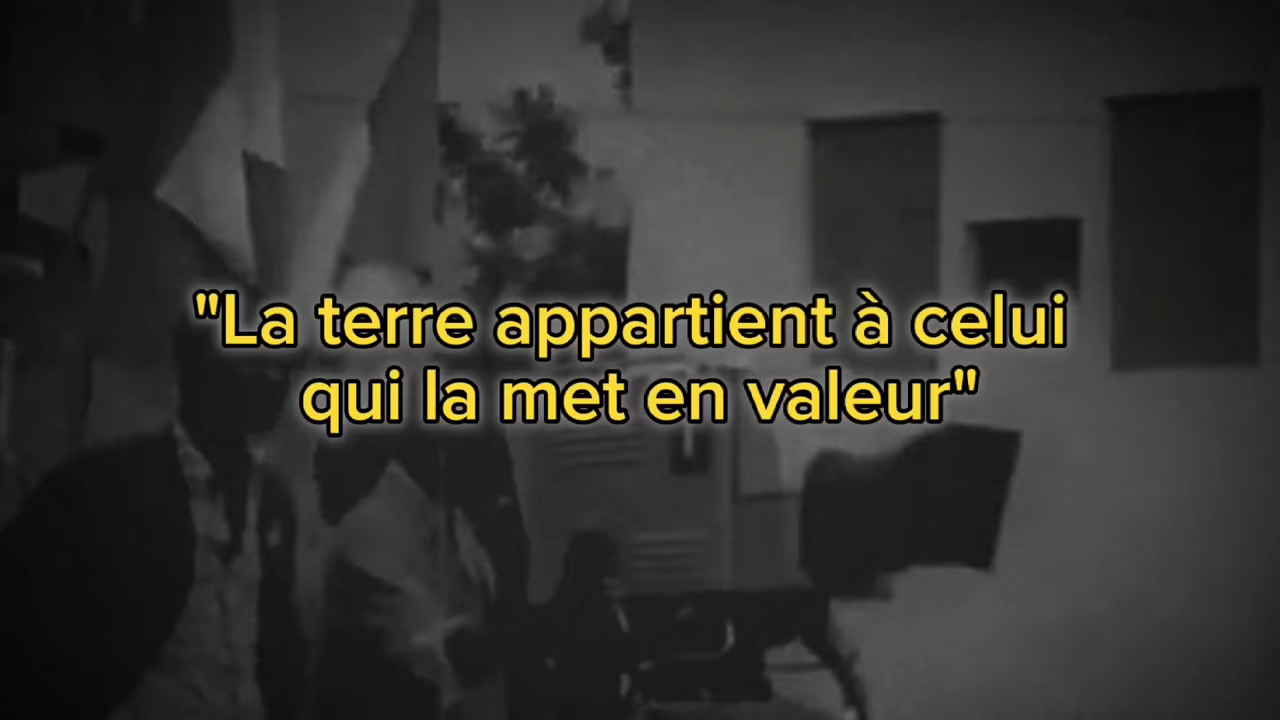 "La terre appartient à celui
qui la met en valeur"